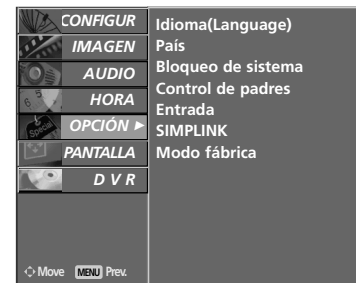 CONFIGUR
IMAGEN
AUDIO
HORA
Special
OPCIÓN ►
PANTALLA
D V R
Move MENU Prev.
Idioma(Language)
País
Bloqueo de sistema
Control de padres
Entrada
SIMPLINK
Modo fábrica